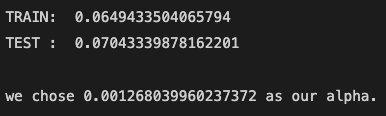 TRAIN:  0.0649433504065794
TEST :  0.07043339878162201
we chose 0.001268039960237372 as our alpha.